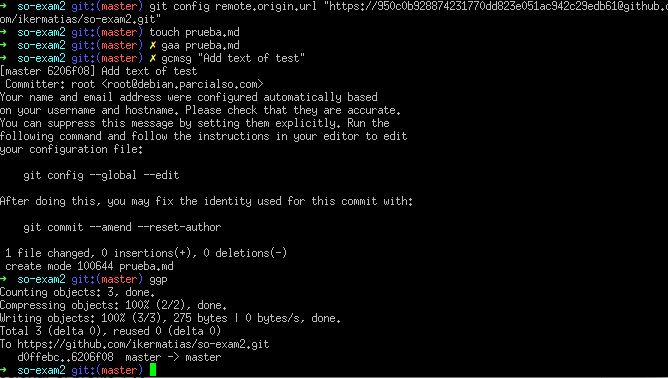 ➜ so-exam2 git:(master) git config remote.origin.url "https://950c0b928874231770dd823e051ac942c29edb61@github.c
om/ikermatias/so-exam2.git"
➜ so-exam2 git:(master) touch prueba.md
➜ so-exam2 git:(master) ✗ gaa prueba.md
➜ so-exam2 git:(master) ✗ gcmsg "Add text of test"
[master 6206f08] Add text of test
Committer: root <root@debian.parcialso.com>
Your name and email address were configured automatically based
on your username and hostname. Please check that they are accurate.
You can suppress this message by setting them explicitly. Run the
following command and follow the instructions in your editor to edit
your configuration file:
git config --global --edit
After doing this, you may fix the identity used for this commit with:
git commit --amend --reset-author
1 file changed, 0 insertions(+), 0 deletions(-)
create mode 100644 prueba.md
➜ so-exam2 git:(master) ggp
Counting objects: 3, done.
Compressing objects: 100% (2/2), done.
Writing objects: 100% (3/3), 275 bytes | 0 bytes/s, done.
Total 3 (delta 0), reused 0 (delta 0)
To https://github.com/ikermatias/so-exam2.git
d0ffebc..6206f08 master -> master
➜ so-exam2 git:(master)